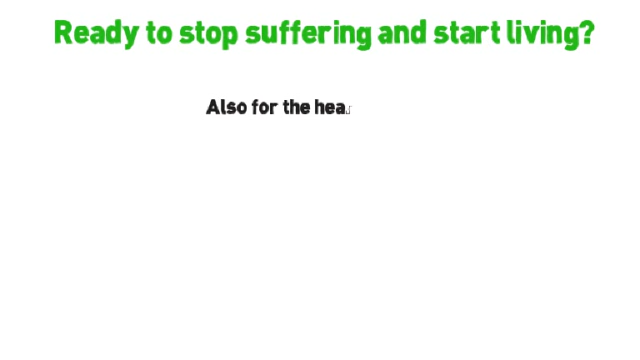 Ready to stop suffering and start living?
Also for the hea